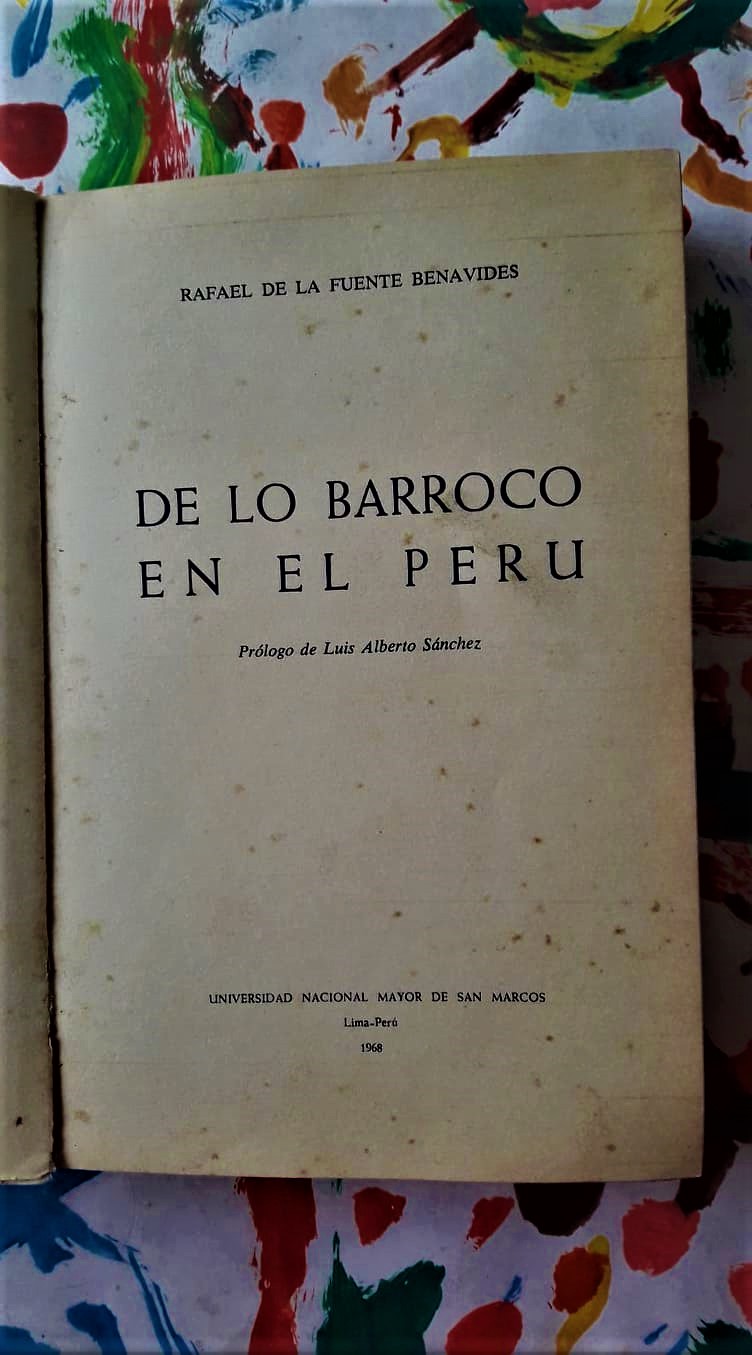 RAFAEL DE LA FUENTE BENAVIDES
DE LO BARROCO
EN EL PERU
Prólogo de Luis Alberto Sánchez
UNIVERSIDAD NACIONAL MAYOR DE SAN MARCOS
Lima-Perú
1968